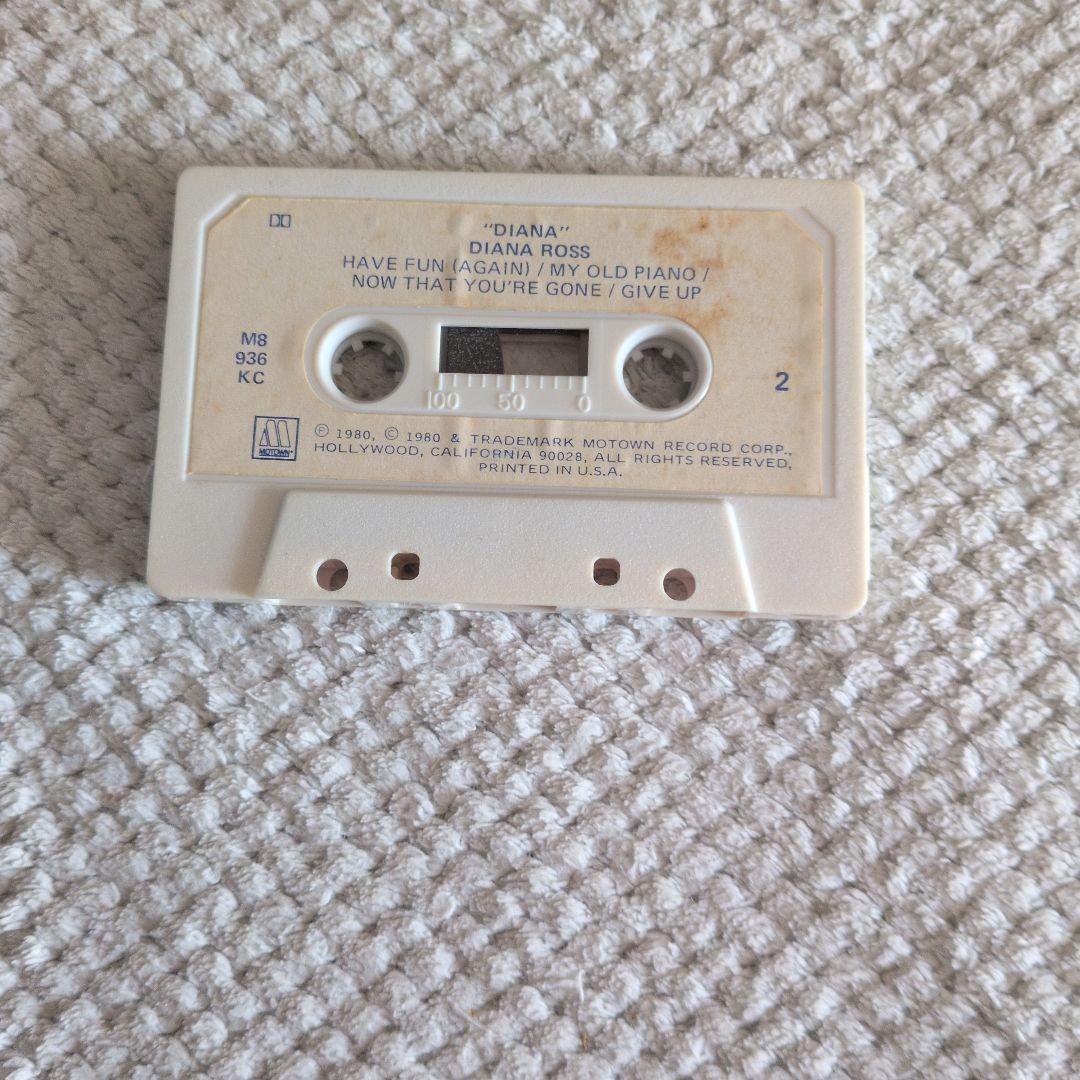 "DIANA"
DIANA ROSS
HAVE FUN (AGAIN) / MY OLD PIANO /
NOW THAT YOU'RE GONE / GIVE UP
M8
936
KC
2
100 50 0
MOTOWN
℗ 1980, © 1980 & TRADEMARK MOTOWN RECORD CORP.,
HOLLYWOOD, CALIFORNIA 90028, ALL RIGHTS RESERVED,
PRINTED IN U.S.A.